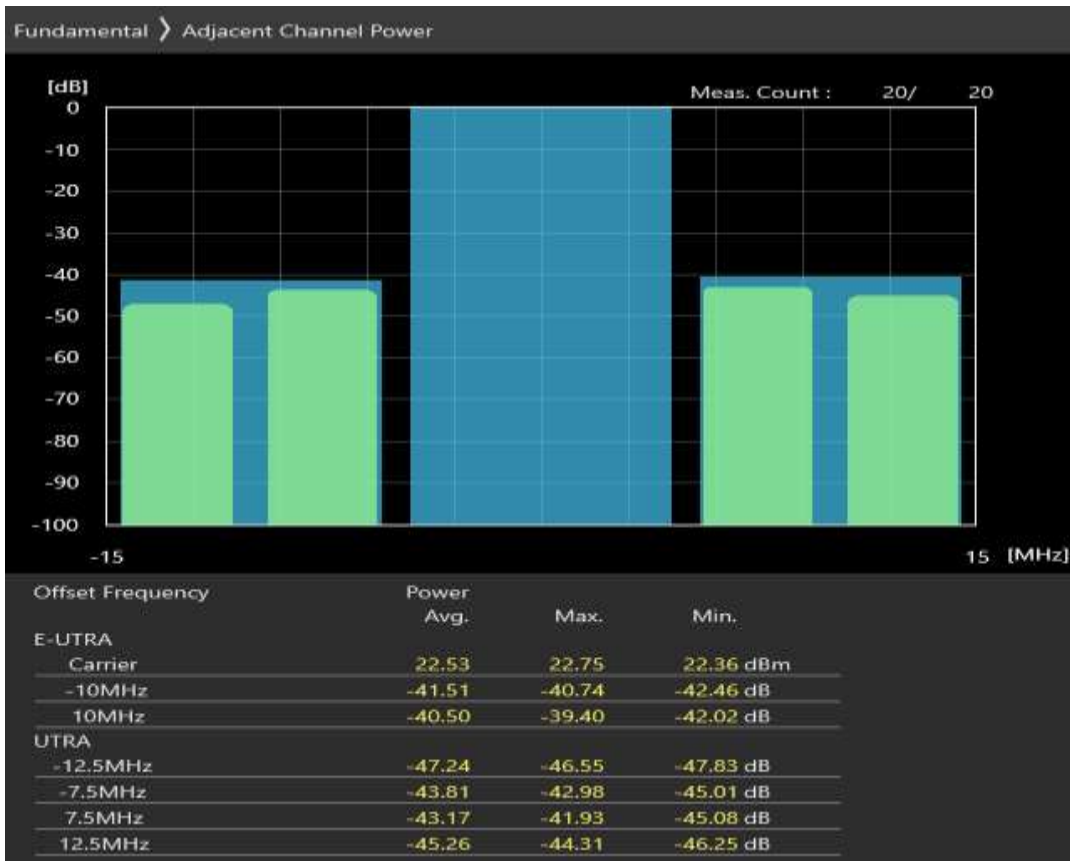 Fundamental 〉 Adjacent Channel Power
[dB]
Meas. Count : 20/ 20
0
-10
-20
-30
-40
-50
-60
-70
-80
-90
-100
-15 15 [MHz]
Offset Frequency Power
Avg. Max. Min.
E-UTRA
Carrier 22.53 22.75 22.36 dBm
-10MHz -41.51 -40.74 -42.46 dB
10MHz -40.50 -39.40 -42.02 dB
UTRA
-12.5MHz -47.24 -46.55 -47.83 dB
-7.5MHz -43.81 -42.98 -45.01 dB
7.5MHz -43.17 -41.93 -45.08 dB
12.5MHz -45.26 -44.31 -46.25 dB